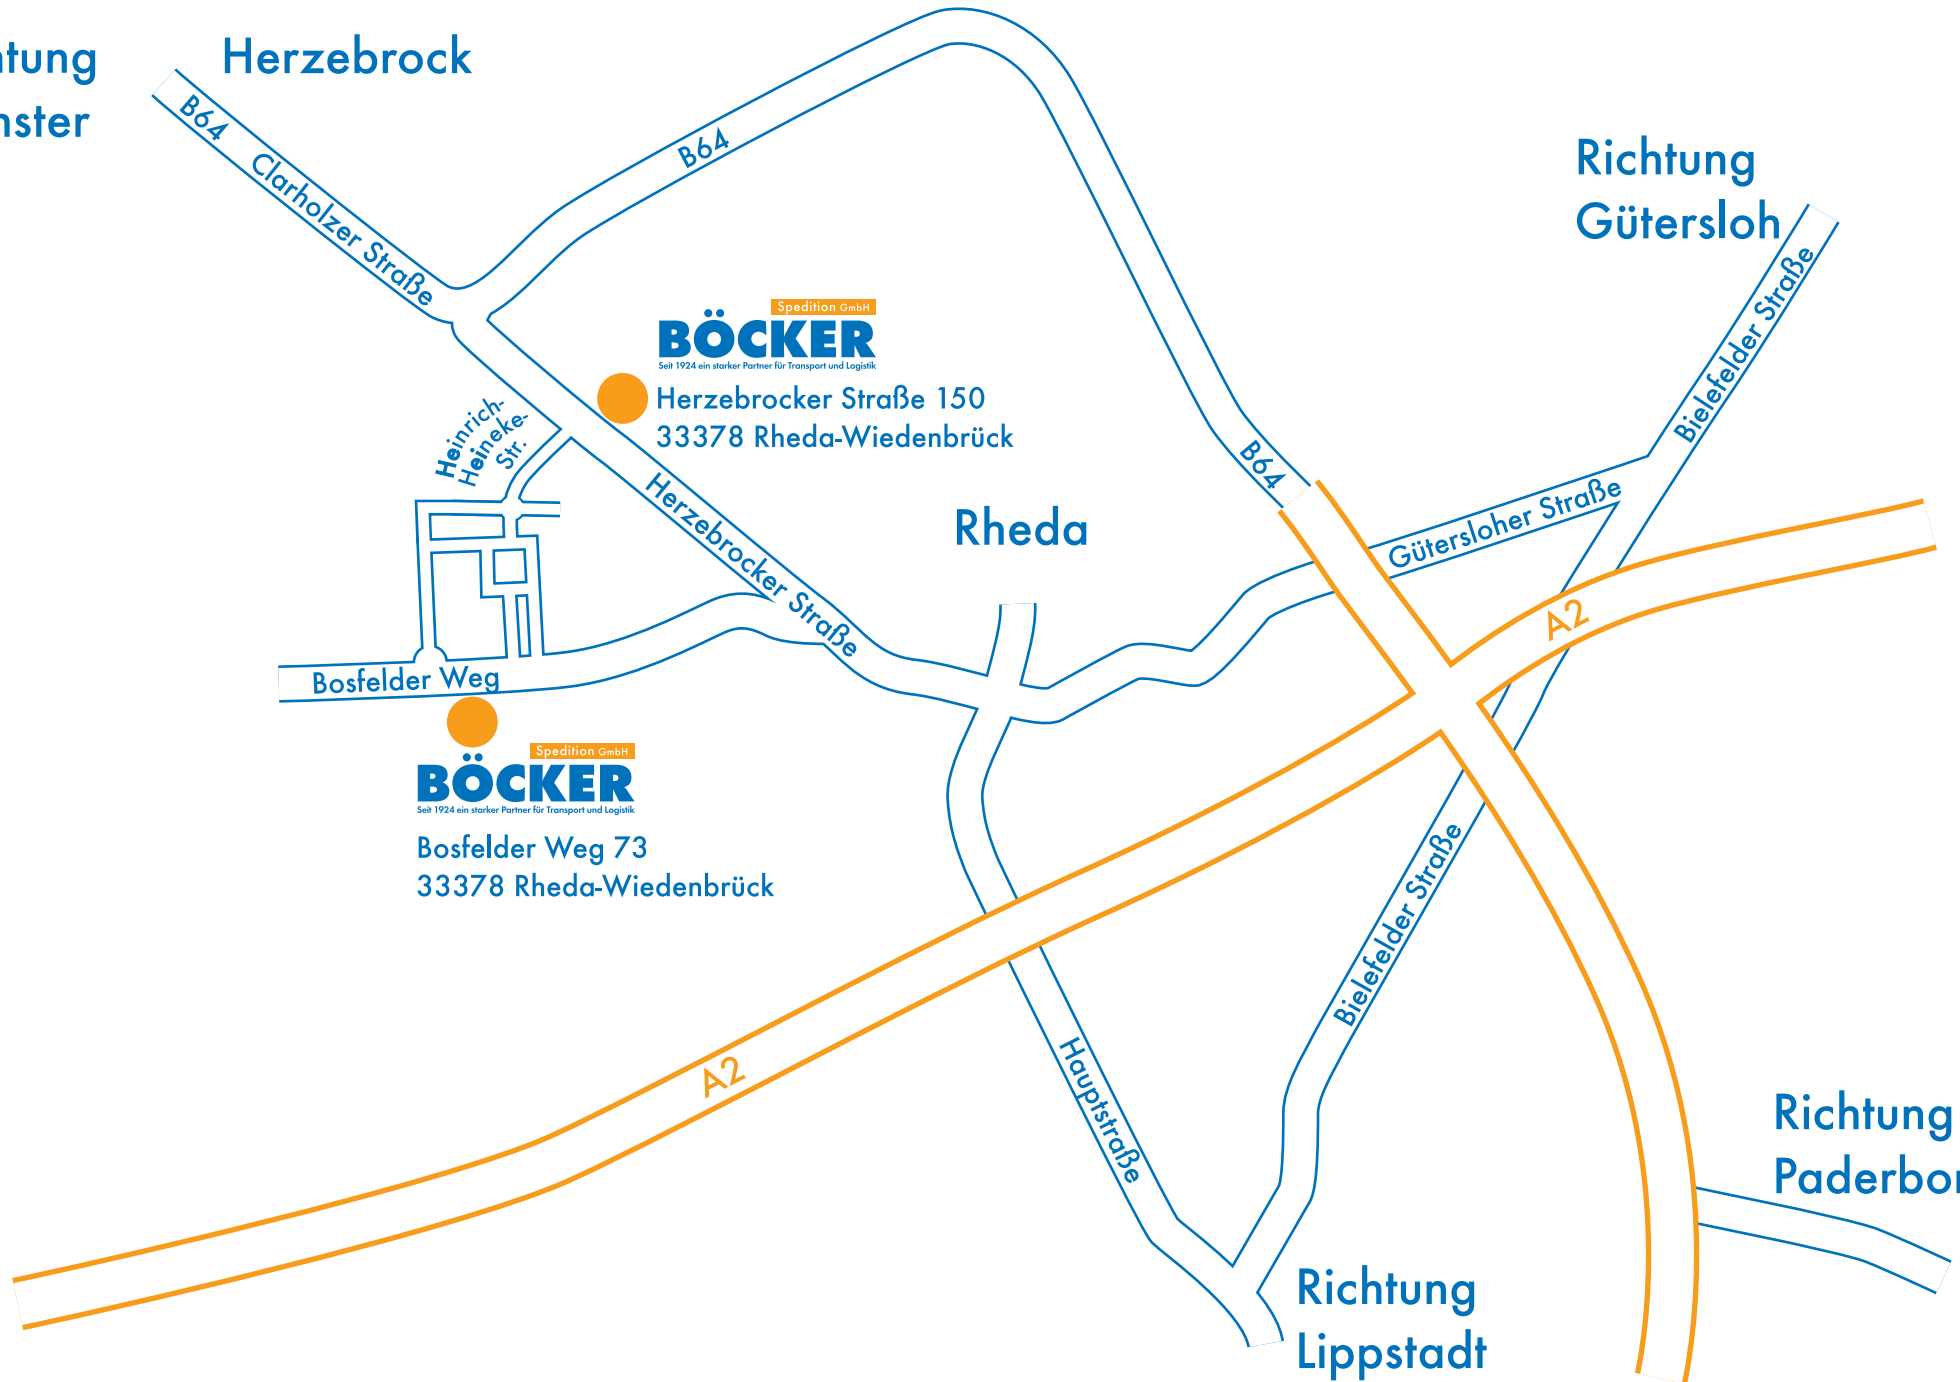 htung
nster
Herzebrock
B64
Clarholzer Straße
B64
Richtung
Gütersloh
Bielefelder Straße
Spedition GmbH
BÖCKER
Seit 1924 ein starker Partner für Transport und Logistik
Herzebrocker Straße 150
33378 Rheda-Wiedenbrück
Heinrich-
Heineke-
Str.
Herzebrocker Straße
B64
Rheda
Gütersloher Straße
A2
Bosfelder Weg
Spedition GmbH
BÖCKER
Seit 1924 ein starker Partner für Transport und Logistik
Bosfelder Weg 73
33378 Rheda-Wiedenbrück
Bielefelder Straße
A2
Hauptstraße
Richtung
Paderbor
Richtung
Lippstadt